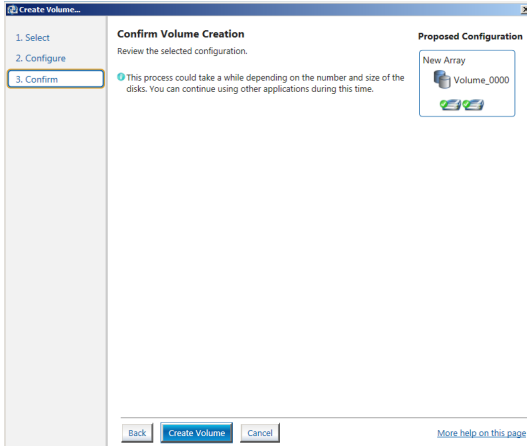 Create Volume...
1. Select
2. Configure
3. Confirm
Confirm Volume Creation
Review the selected configuration.
This process could take a while depending on the number and size of the
disks. You can continue using other applications during this time.
Proposed Configuration
New Array
Volume_0000
Back
Create Volume
Cancel
More help on this page